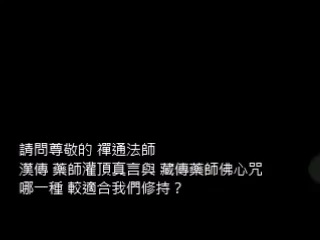 請問尊敬的 禪通法師
漢傳 藥師灌頂真言與 藏傳藥師佛心咒
哪一種 較適合我們修持？